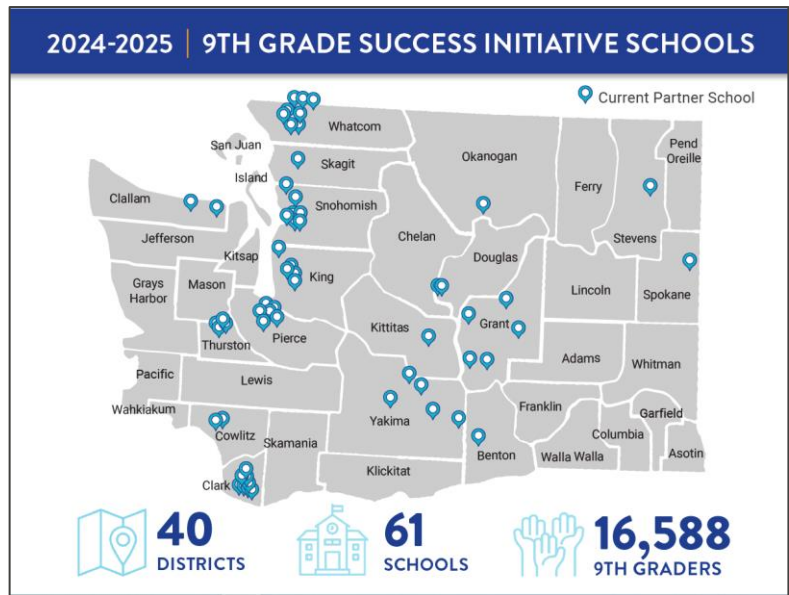 2024-2025 | 9TH GRADE SUCCESS INITIATIVE SCHOOLS
Current Partner School
Whatcom
San Juan
Skagit
Island
Okanogan
Pend
Oreille
Ferry
Clallam
Snohomish
Stevens
Chelan
Jefferson
Douglas
Kitsap
King
Grays
Harbor
Mason
Lincoln
Spokane
Kittitas
Grant
Thurston
Pierce
Adams
Whitman
Pacific
Lewis
Wahkiakum
Yakima
Franklin
Garfield
Cowlitz
Skamania
Columbia
Benton
Walla Walla
Asotin
Klickitat
Clark
40
DISTRICTS
61
SCHOOLS
16,588
9TH GRADERS